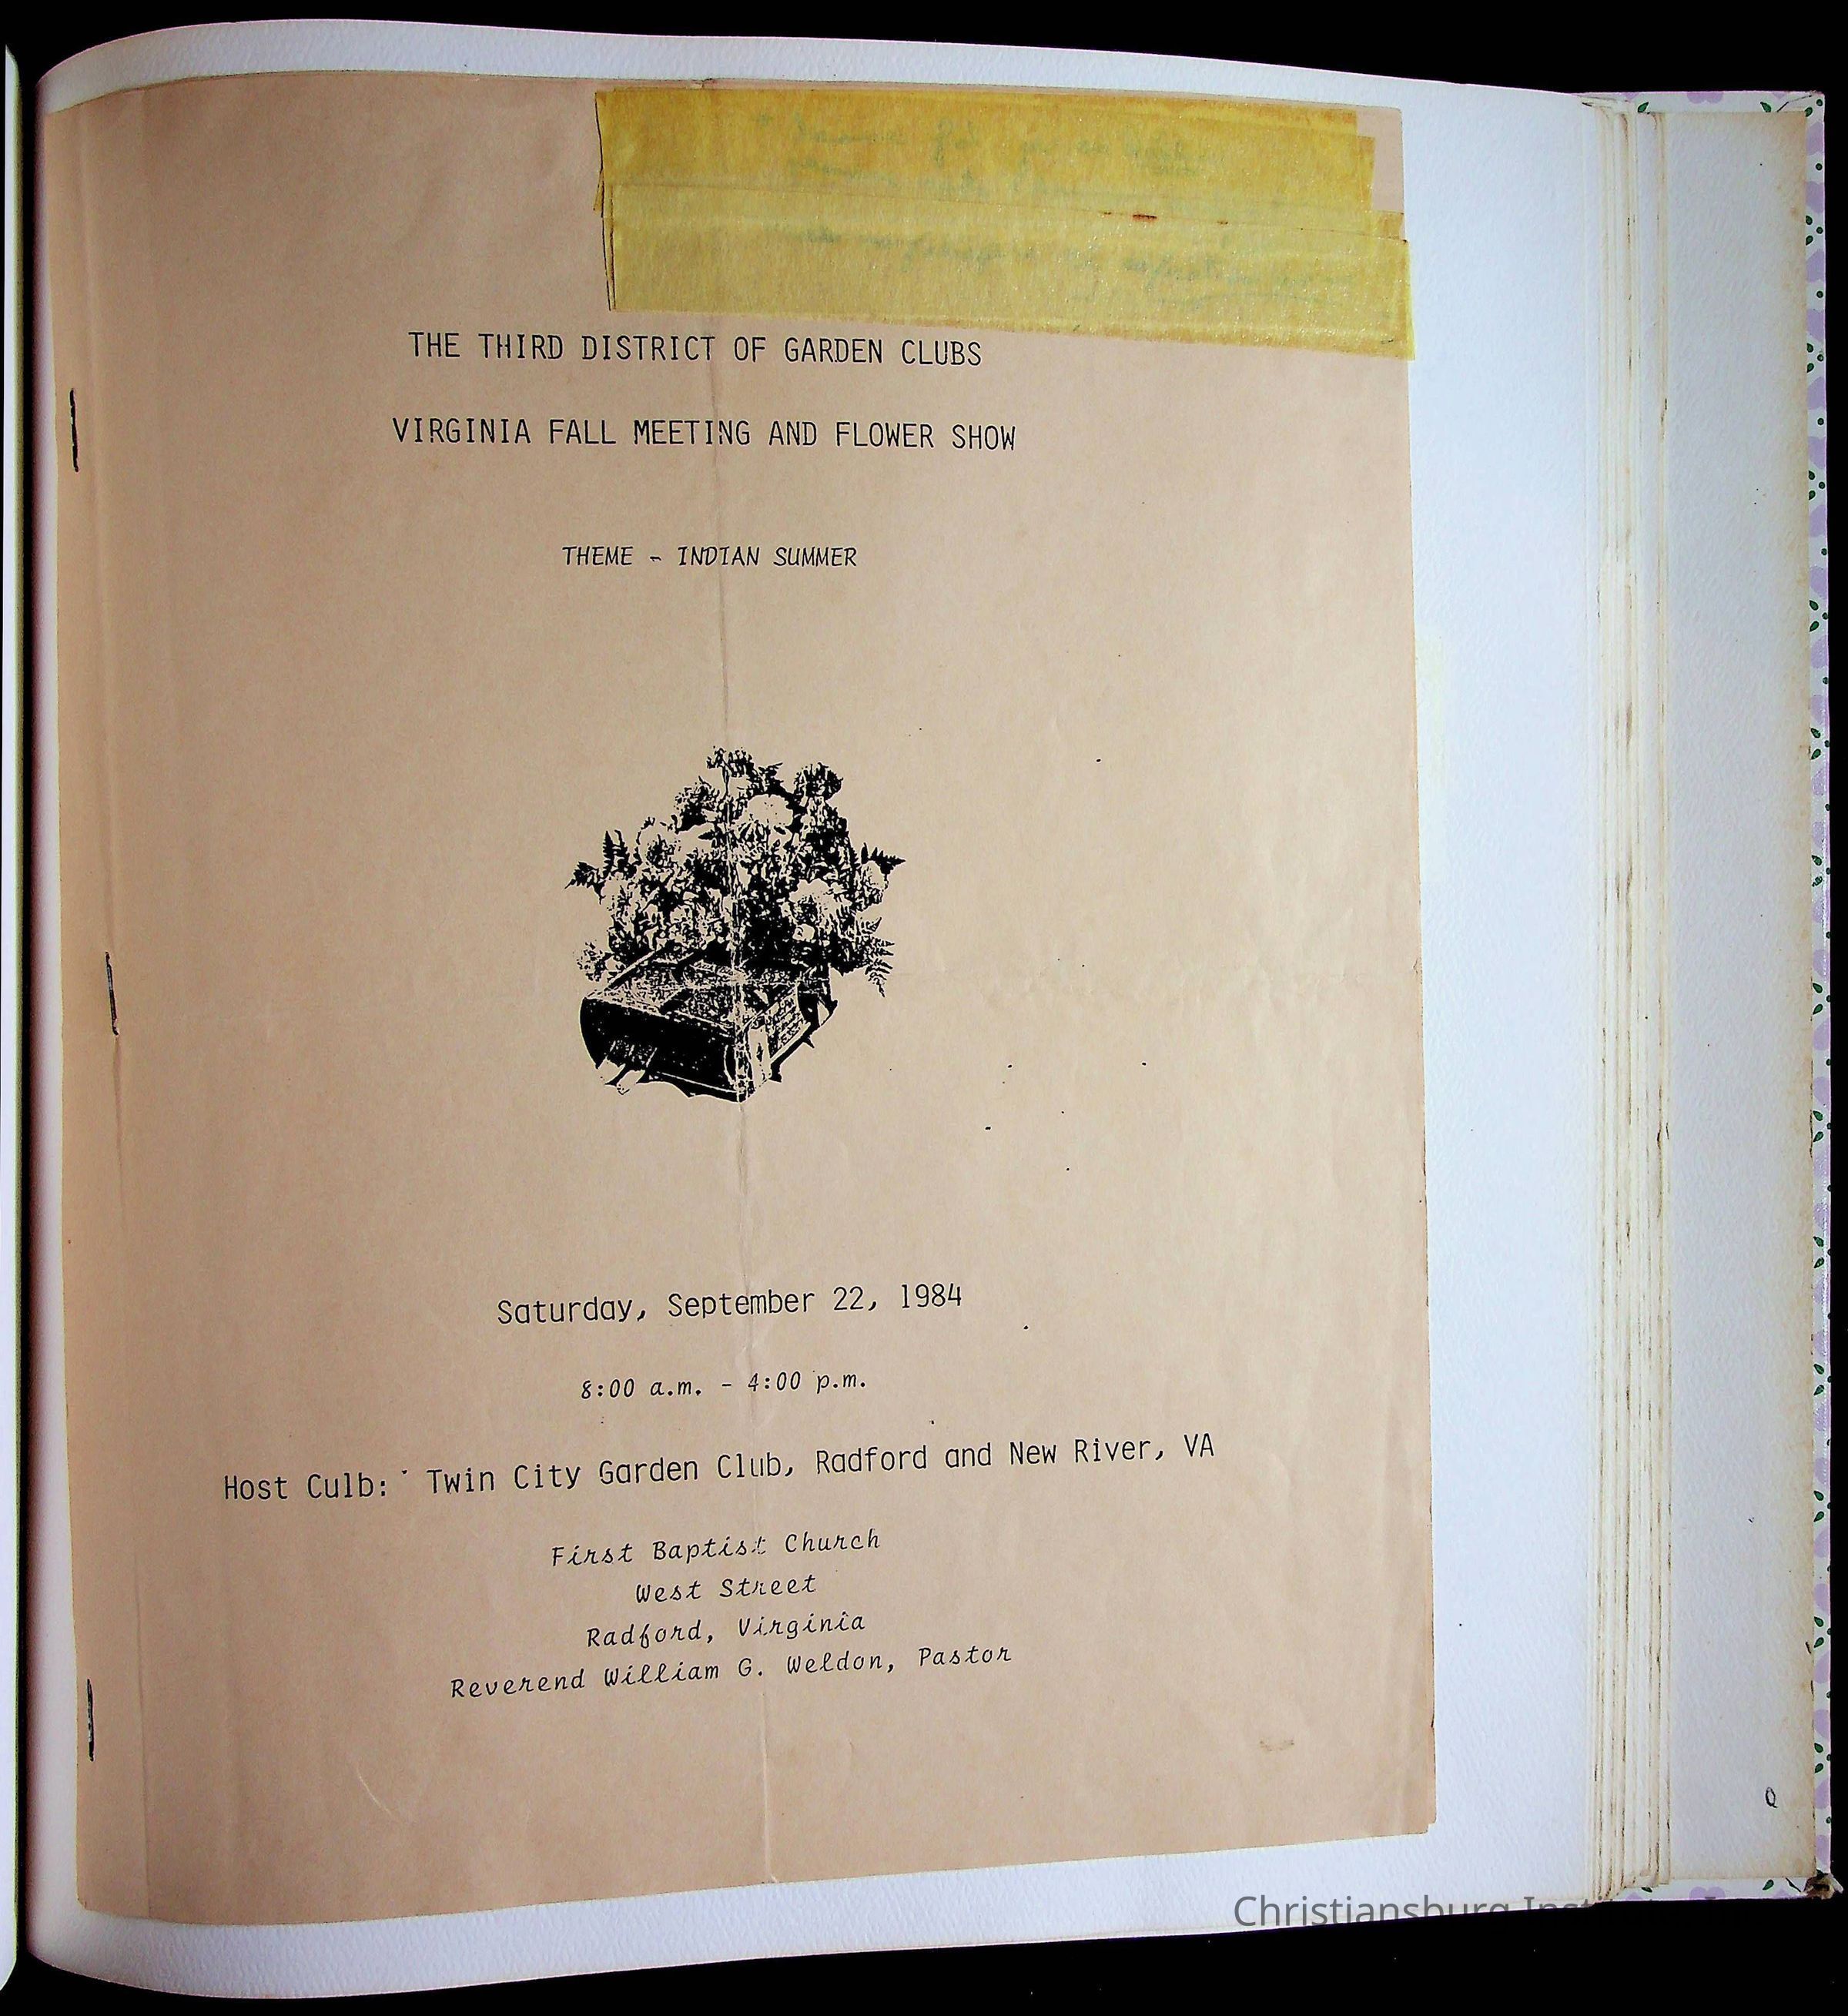 THE THIRD DISTRICT OF GARDEN CLUBS
VIRGINIA FALL MEETING AND FLOWER SHOW
THEME - INDIAN SUMMER
Saturday, September 22, 1984
8:00 a.m. - 4:00 p.m.
Host Culb: Twin City Garden Club, Radford and New River, VA
First Baptist Church
West Street
Radford, Virginia
Reverend William G. Weldon, Pastor
Christiansburg